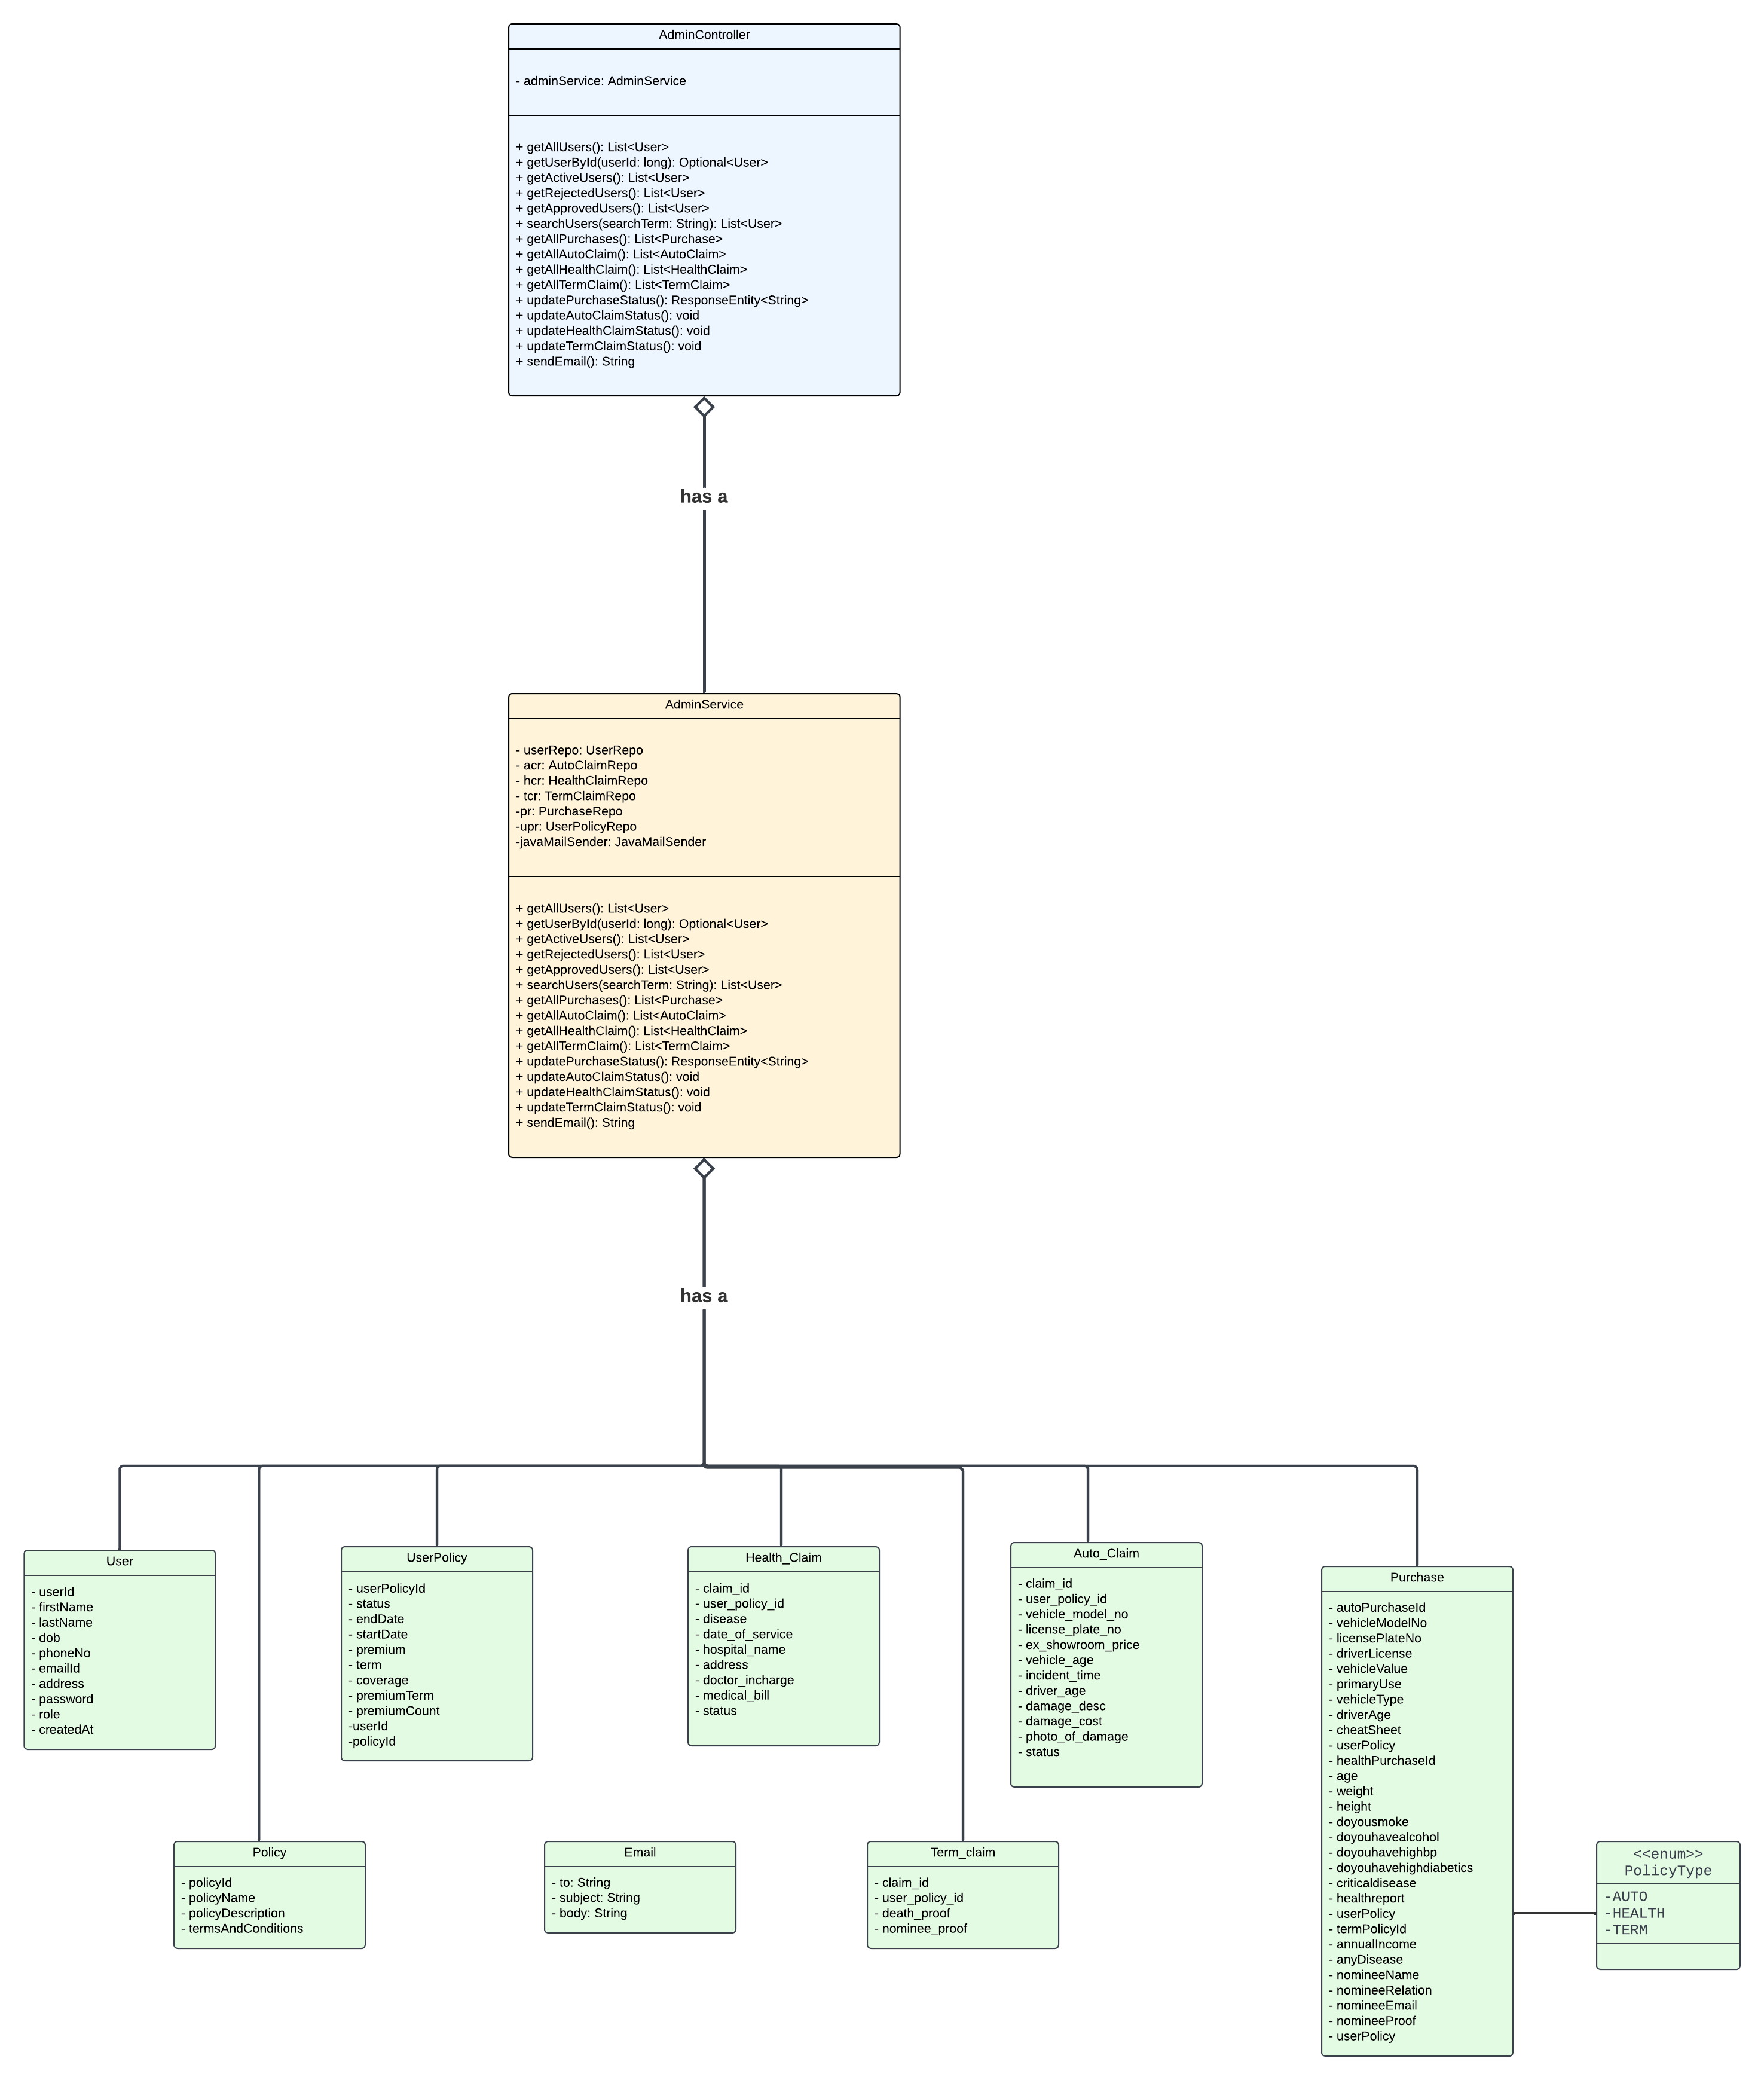 AdminController
- adminService: AdminService
+ getAllUsers(): List<User>
+ getUserById(userId: long): Optional<User>
+ getActiveUsers(): List<User>
+ getRejectedUsers(): List<User>
+ getApprovedUsers(): List<User>
+ searchUsers(searchTerm: String): List<User>
+ getAllPurchases(): List<Purchase>
+ getAllAutoClaim(): List<AutoClaim>
+ getAllHealthClaim(): List<HealthClaim>
+ getAllTermClaim(): List<TermClaim>
+ updatePurchaseStatus(): ResponseEntity<String>
+ updateAutoClaimStatus(): void
+ updateHealthClaimStatus(): void
+ updateTermClaimStatus(): void
+ sendEmail(): String
has a
AdminService
- userRepo: UserRepo
- acr: AutoClaimRepo
- hcr: HealthClaimRepo
- tcr: TermClaimRepo
-pr: PurchaseRepo
-upr: UserPolicyRepo
-javaMailSender: JavaMailSender
+ getAllUsers(): List<User>
+ getUserById(userId: long): Optional<User>
+ getActiveUsers(): List<User>
+ getRejectedUsers(): List<User>
+ getApprovedUsers(): List<User>
+ searchUsers(searchTerm: String): List<User>
+ getAllPurchases(): List<Purchase>
+ getAllAutoClaim(): List<AutoClaim>
+ getAllHealthClaim(): List<HealthClaim>
+ getAllTermClaim(): List<TermClaim>
+ updatePurchaseStatus(): ResponseEntity<String>
+ updateAutoClaimStatus(): void
+ updateHealthClaimStatus(): void
+ updateTermClaimStatus(): void
+ sendEmail(): String
has a
User
- userId
- firstName
- lastName
- dob
- phoneNo
- emailId
- address
- password
- role
- createdAt
UserPolicy
- userPolicyId
- status
- endDate
- startDate
- premium
- term
- coverage
- premiumTerm
- premiumCount
-userId
-policyId
Health_Claim
- claim_id
- user_policy_id
- disease
- date_of_service
- hospital_name
- address
- doctor_incharge
- medical_bill
- status
Auto_Claim
- claim_id
- user_policy_id
- vehicle_model_no
- license_plate_no
- ex_showroom_price
- vehicle_age
- incident_time
- driver_age
- damage_desc
- damage_cost
- photo_of_damage
- status
Purchase
- autoPurchaseId
- vehicleModelNo
- licensePlateNo
- driverLicense
- vehicleValue
- primaryUse
- vehicleType
- driverAge
- cheatSheet
- userPolicy
- healthPurchaseId
- age
- weight
- height
- doyousmoke
- doyouhavealcohol
- doyouhavehighbp
- doyouhavehighdiabetics
- criticaldisease
- healthreport
- userPolicy
- termPolicyId
- annualIncome
- anyDisease
- nomineeName
- nomineeRelation
- nomineeEmail
- nomineeProof
- userPolicy
Policy
- policyId
- policyName
- policyDescription
- termsAndConditions
Email
- to: String
- subject: String
- body: String
Term_claim
- claim_id
- user_policy_id
- death_proof
- nominee_proof
<<enum>>
PolicyType
-AUTO
-HEALTH
-TERM